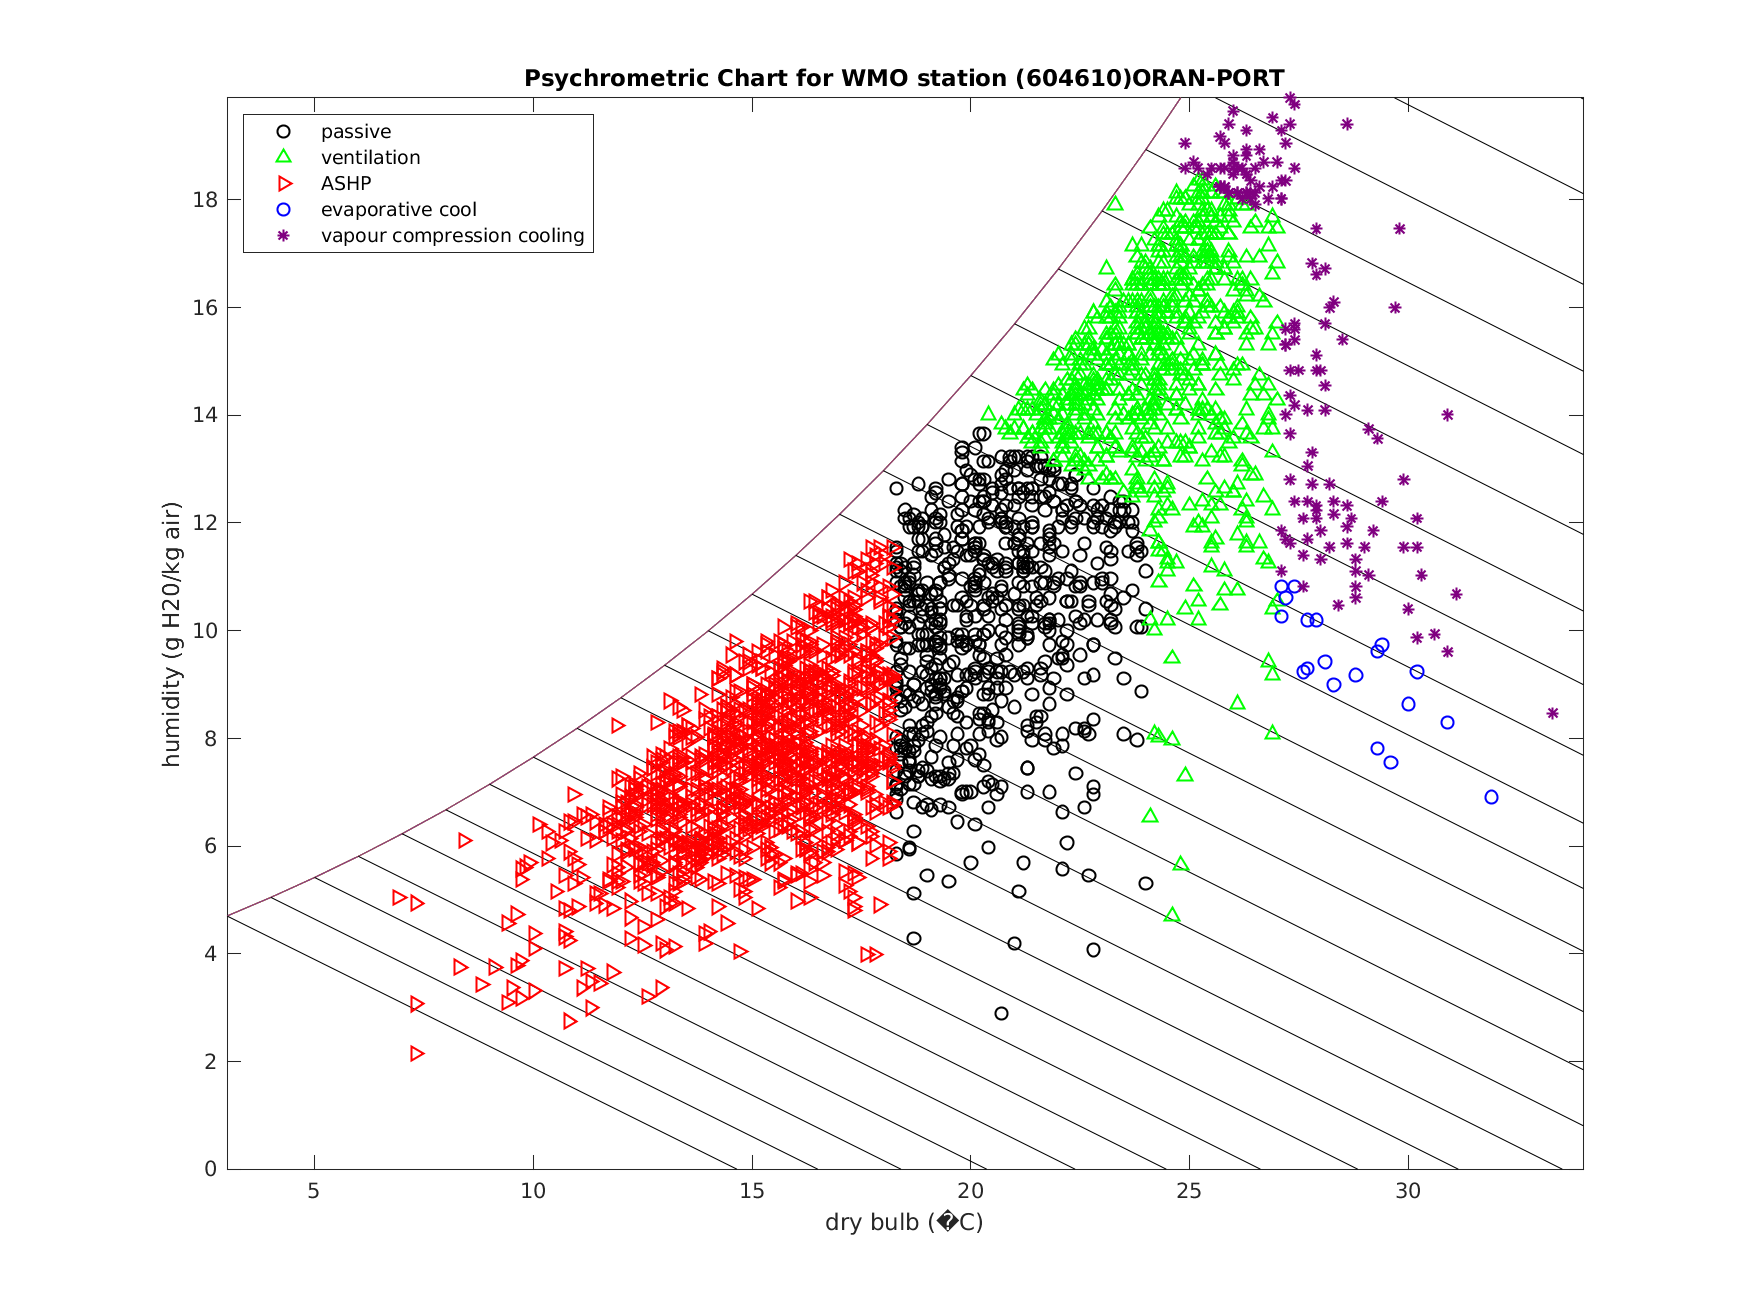 Psychrometric Chart for WMO station (604610)ORAN-PORT
passive
ventilation
ASHP
evaporative cool
vapour compression cooling
humidity (g H20/kg air)
18
16
14
12
10
8
6
4
2
0
5 10 15 20 25 30
dry bulb (�C)